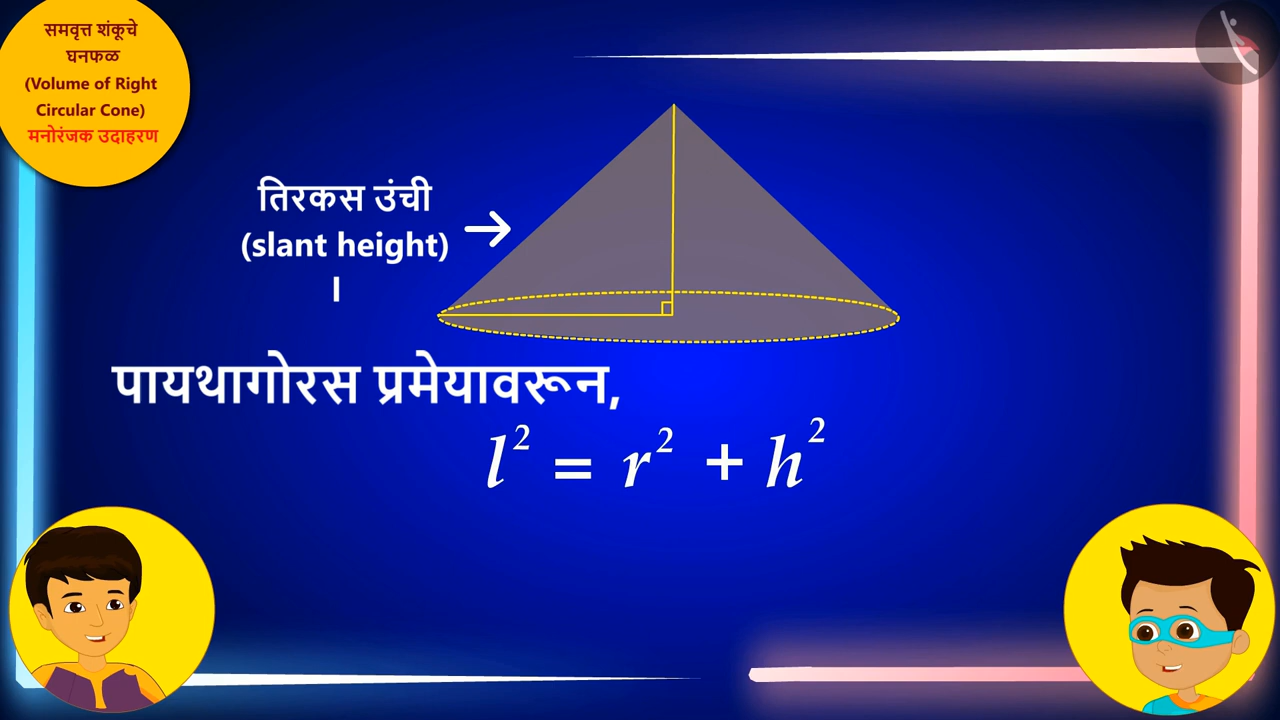 समवृत्त शंकूचे
घनफळ
(Volume of Right
Circular Cone)
मनोरंजक उदाहरण
तिरकस उंची
(slant height)
l
पायथागोरस प्रमेयावरून,
l² = r² + h²